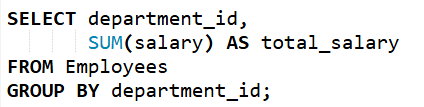 SELECT department_id,
       SUM(salary) AS total_salary
FROM Employees
GROUP BY department_id;